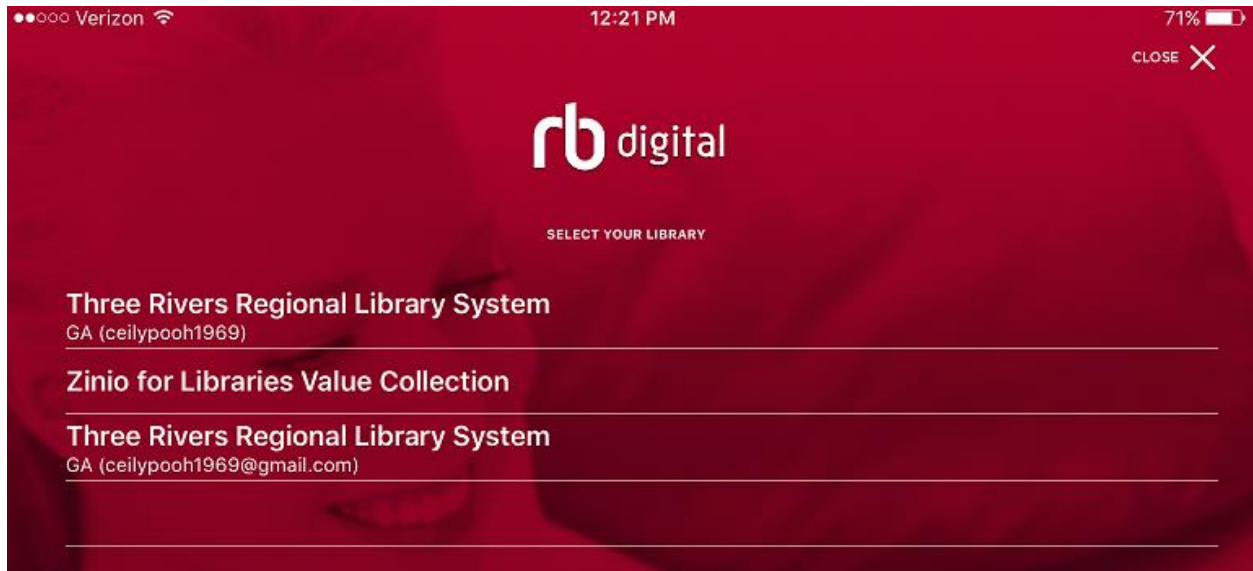 Verizon 12:21 PM 71%
CLOSE
rb digital
SELECT YOUR LIBRARY
Three Rivers Regional Library System
GA (ceilypooh1969)
Zinio for Libraries Value Collection
Three Rivers Regional Library System
GA (ceilypooh1969@gmail.com)